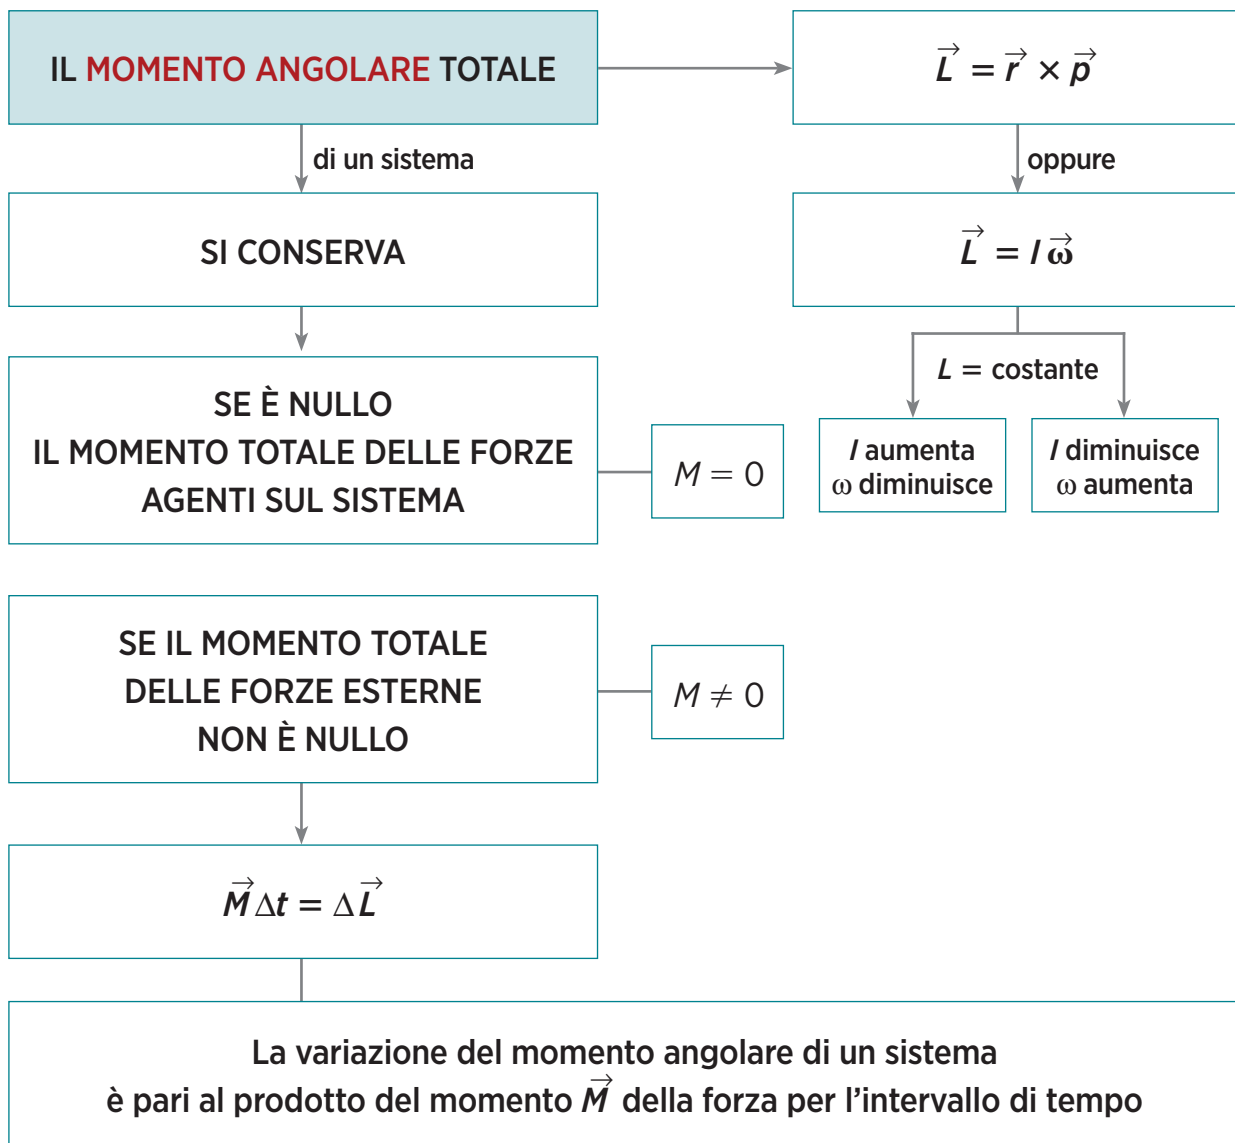 IL MOMENTO ANGOLARE TOTALE
di un sistema
SI CONSERVA
SE È NULLO
IL MOMENTO TOTALE DELLE FORZE
AGENTI SUL SISTEMA
M = 0
L⃗ = r⃗ × p⃗
oppure
L⃗ = I ω⃗
L = costante
I aumenta
ω diminuisce
I diminuisce
ω aumenta
SE IL MOMENTO TOTALE
DELLE FORZE ESTERNE
NON È NULLO
M ≠ 0
M⃗ Δt = Δ L⃗
La variazione del momento angolare di un sistema
è pari al prodotto del momento M⃗ della forza per l'intervallo di tempo